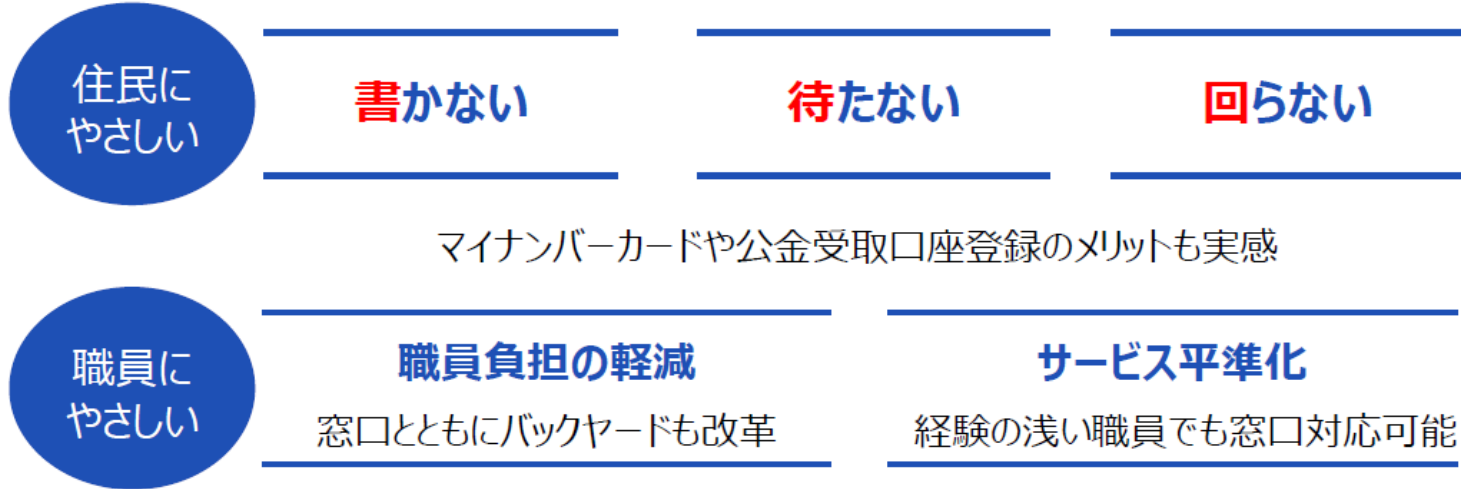 住民に
やさしい
書かない
待たない
回らない
マイナンバーカードや公金受取口座登録のメリットも実感
職員に
やさしい
職員負担の軽減
窓口とともにバックヤードも改革
サービス平準化
経験の浅い職員でも窓口対応可能